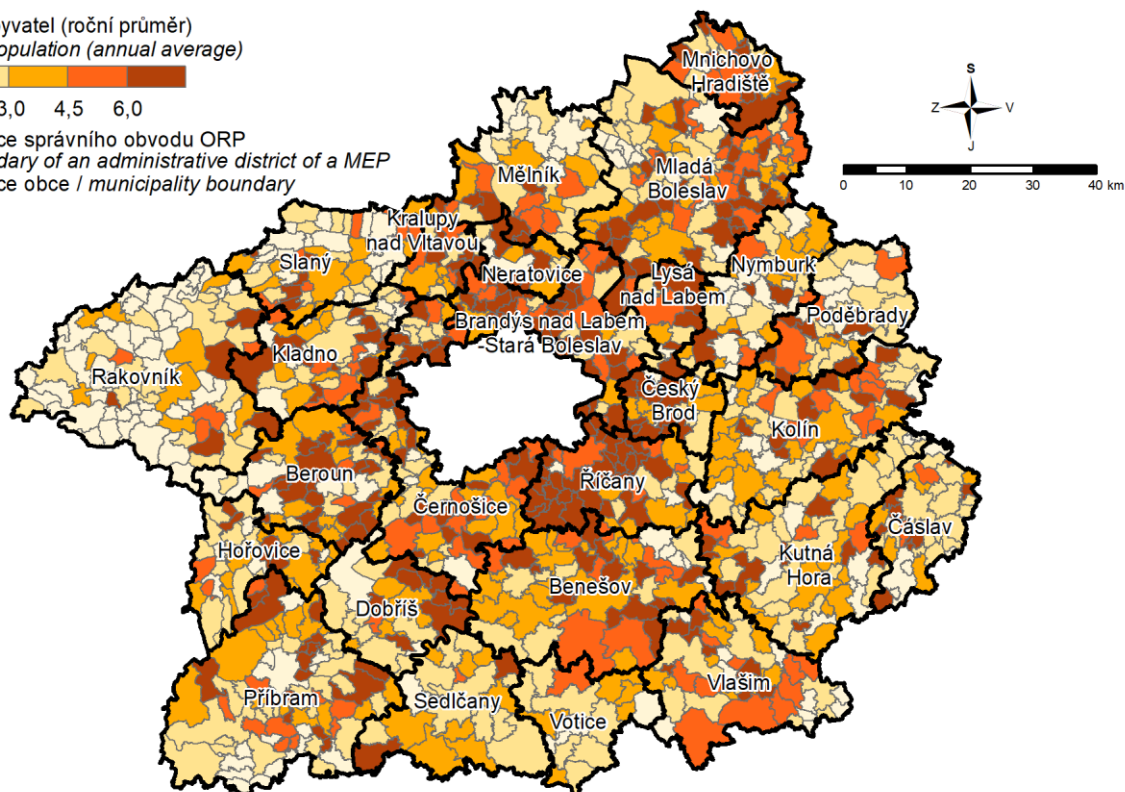 yvatel (roční průměr)
opulation (annual average)
3,0 4,5 6,0
ce správního obvodu ORP
dary of an administrative district of a MEP
ce obce / municipality boundary
S
Z V
J
0 10 20 40 km
Mnichovo
Hradiště
Mělník
Mladá
Boleslav
Kralupy
nad Vltavou
Slaný
Neratovice
Lysá
nad Labem
Nymburk
Poděbrady
Brandýs nad Labem
-Stará Boleslav
Kladno
Rakovník
Český
Brod
Kolín
Beroun
Říčany
Černošice
Čáslav
Kutná
Hora
Hořovice
Benešov
Dobříš
Vlašim
Příbram
Sedlčany
Votice